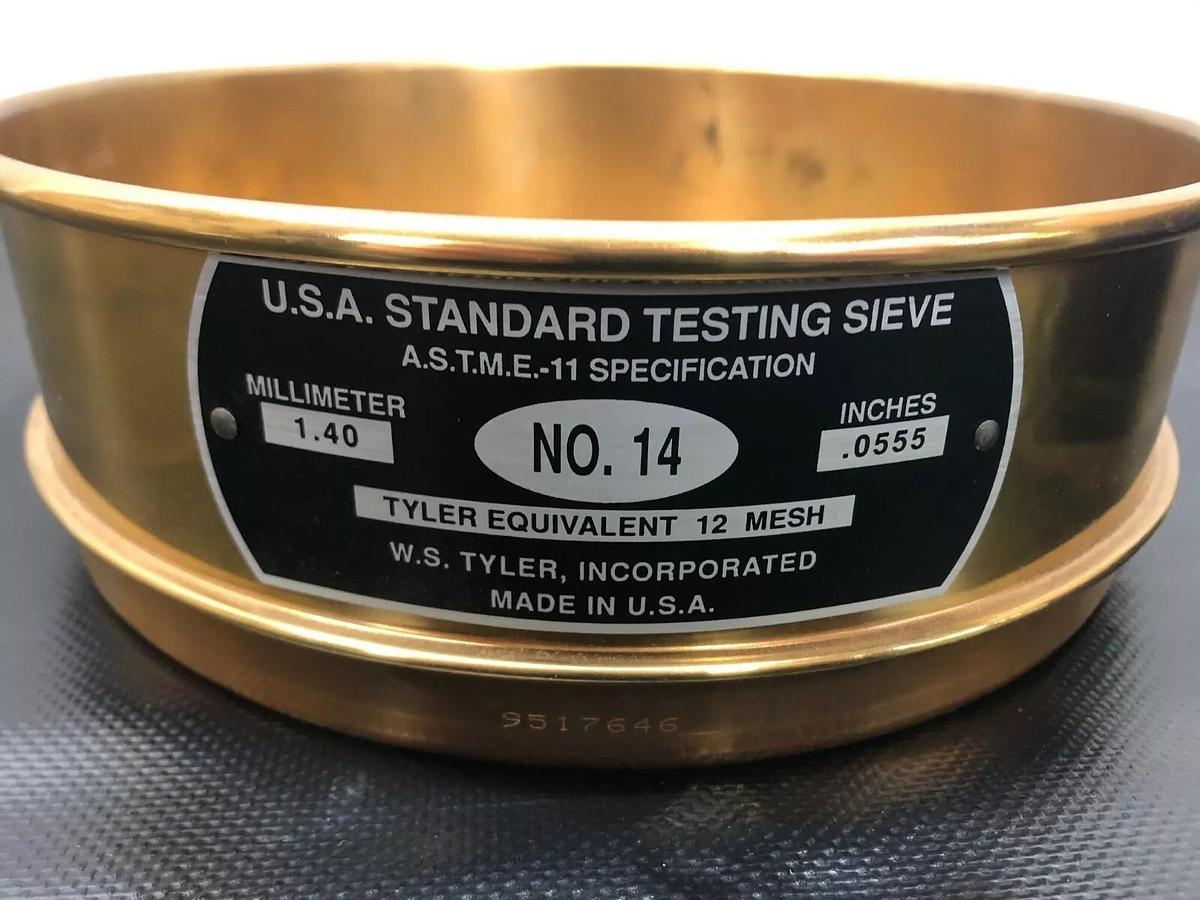 U.S.A. STANDARD TESTING SIEVE
A.S.T.M.E.-11 SPECIFICATION
MILLIMETER
1.40
NO. 14
INCHES
.0555
TYLER EQUIVALENT 12 MESH
W.S. TYLER, INCORPORATED
MADE IN U.S.A.
9517646